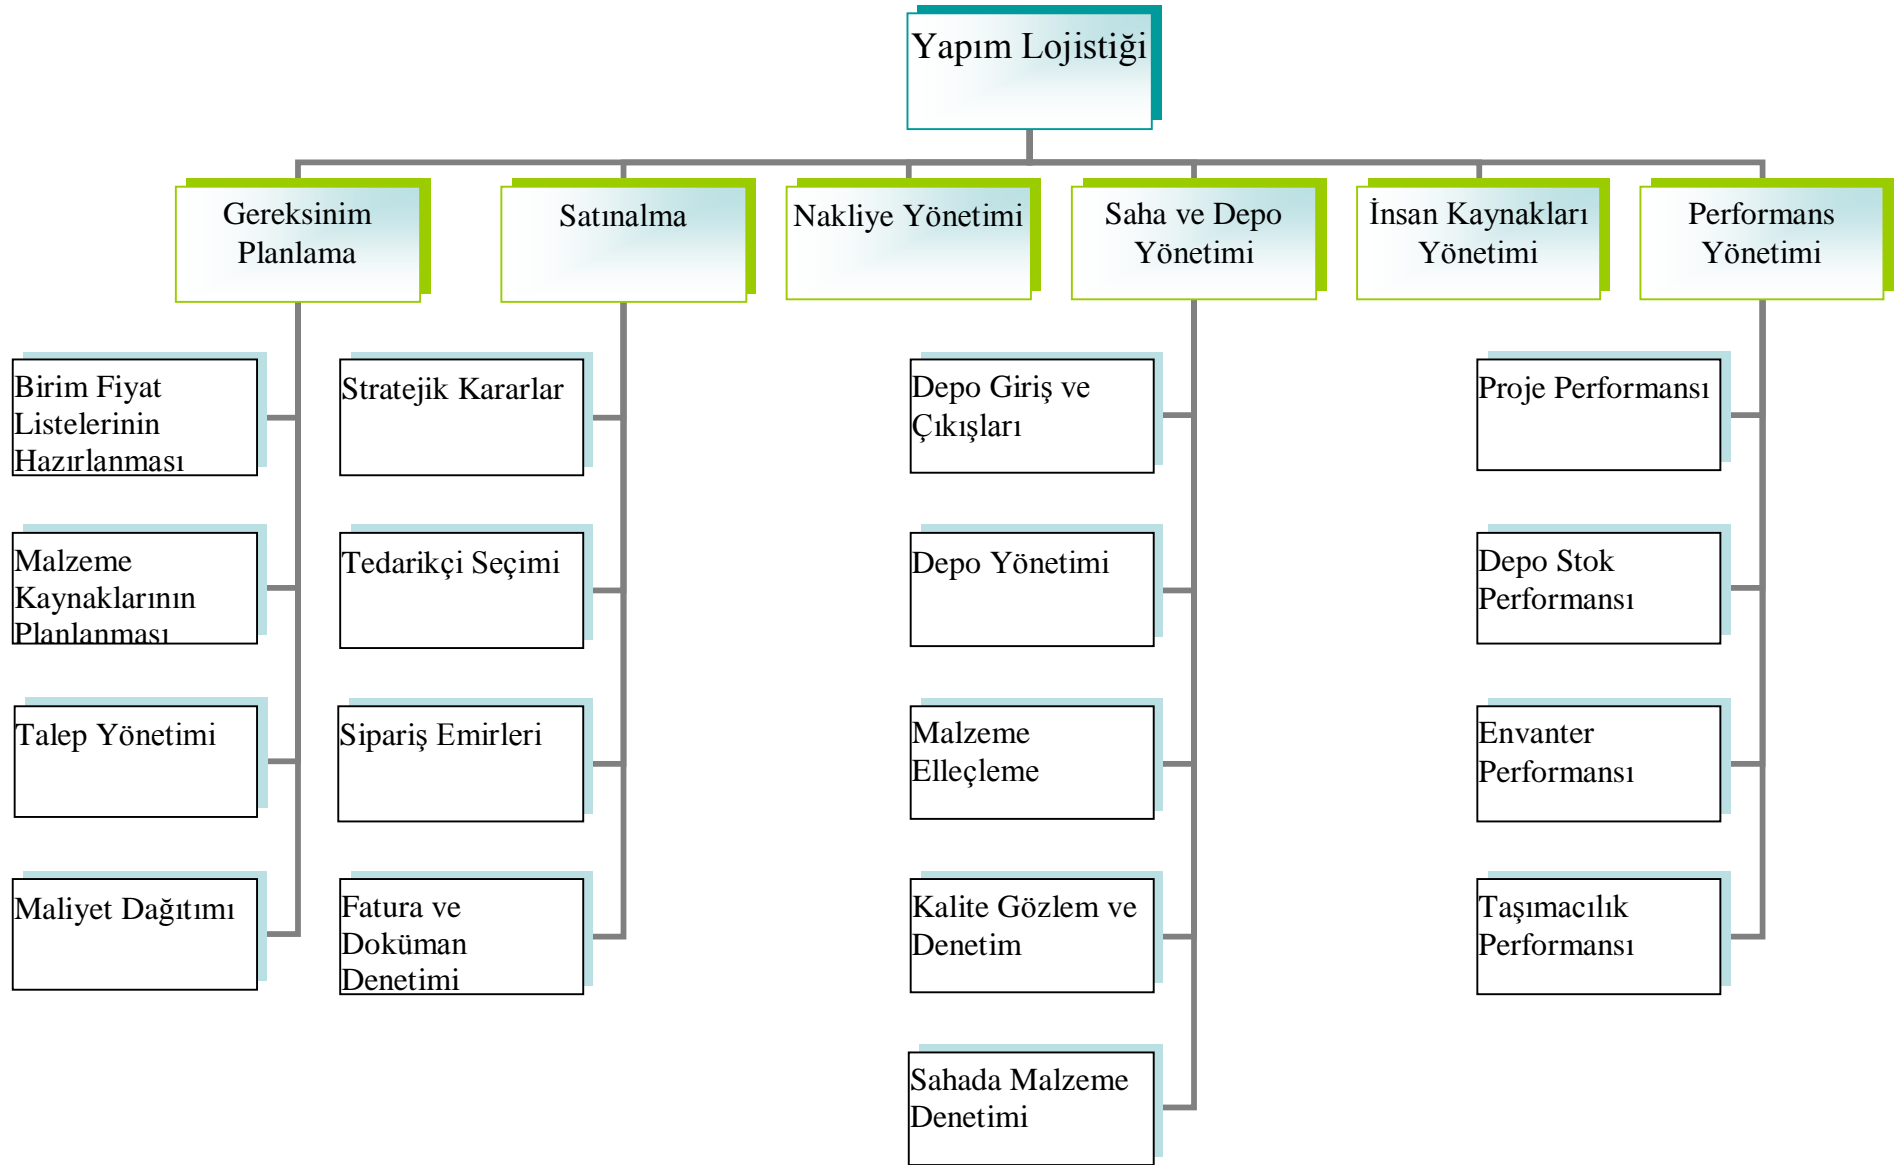 Yapım Lojistiği
Gereksinim
Planlama
Satınalma
Nakliye Yönetimi
Saha ve Depo
Yönetimi
İnsan Kaynakları
Yönetimi
Performans
Yönetimi
Birim Fiyat
Listelerinin
Hazırlanması
Malzeme
Kaynaklarının
Planlanması
Talep Yönetimi
Maliyet Dağıtımı
Stratejik Kararlar
Tedarikçi Seçimi
Sipariş Emirleri
Fatura ve
Doküman
Denetimi
Depo Giriş ve
Çıkışları
Depo Yönetimi
Malzeme
Elleçleme
Kalite Gözlem ve
Denetim
Sahada Malzeme
Denetimi
Proje Performansı
Depo Stok
Performansı
Envanter
Performansı
Taşımacılık
Performansı